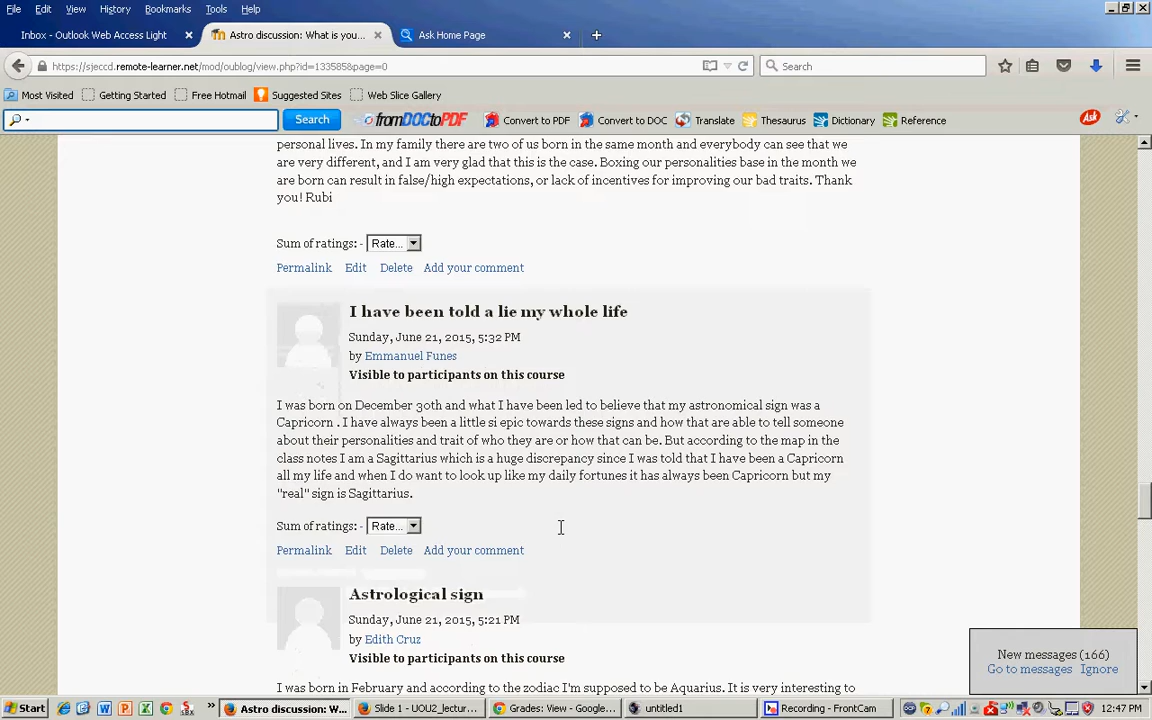 File Edit View History Bookmarks Tools Help
Inbox - Outlook Web Access Light × Astro discussion: What is you... × Ask Home Page × +
https://sjeccd.remote-learner.net/mod/oublog/view.php?id=133585&page=0 Search
Most Visited Getting Started Free Hotmail Suggested Sites Web Slice Gallery
Search fromDOCtoPDF Convert to PDF Convert to DOC Translate Thesaurus Dictionary Reference Ask
personal lives. In my family there are two of us born in the same month and everybody can see that we
are very different, and I am very glad that this is the case. Boxing our personalities base in the month we
are born can result in false/high expectations, or lack of incentives for improving our bad traits. Thank
you! Rubi
Sum of ratings: - Rate...
Permalink Edit Delete Add your comment
I have been told a lie my whole life
Sunday, June 21, 2015, 5:32 PM
by Emmanuel Funes
Visible to participants on this course
I was born on December 30th and what I have been led to believe that my astronomical sign was a
Capricorn . I have always been a little si epic towards these signs and how that are able to tell someone
about their personalities and trait of who they are or how that can be. But according to the map in the
class notes I am a Sagittarius which is a huge discrepancy since I was told that I have been a Capricorn
all my life and when I do want to look up like my daily fortunes it has always been Capricorn but my
"real" sign is Sagittarius.
Sum of ratings: - Rate...
Permalink Edit Delete Add your comment
Astrological sign
Sunday, June 21, 2015, 5:21 PM
by Edith Cruz
Visible to participants on this course
I was born in February and according to the zodiac I'm supposed to be Aquarius. It is very interesting to
New messages (166)
Go to messages Ignore
Start Astro discussion: W... Slide 1 - UOU2_lectur... Grades: View - Google... untitled1 Recording - FrontCam 12:47 PM